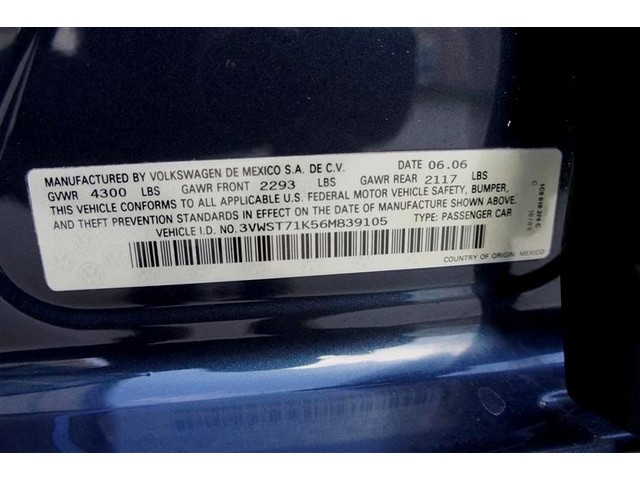 MANUFACTURED BY VOLKSWAGEN DE MEXICO S.A. DE C.V. DATE 06.06
GVWR 4300 LBS GAWR FRONT 2293 LBS GAWR REAR 2117 LBS
THIS VEHICLE CONFORMS TO ALL APPLICABLE U.S. FEDERAL MOTOR VEHICLE SAFETY, BUMPER,
AND THEFT PREVENTION STANDARDS IN EFFECT ON THE DATE OF MANUFACTURE SHOWN ABOVE.
VEHICLE I.D. NO.3VWST71K56M839105 TYPE: PASSENGER CAR
COUNTRY OF ORIGIN: MEXICO